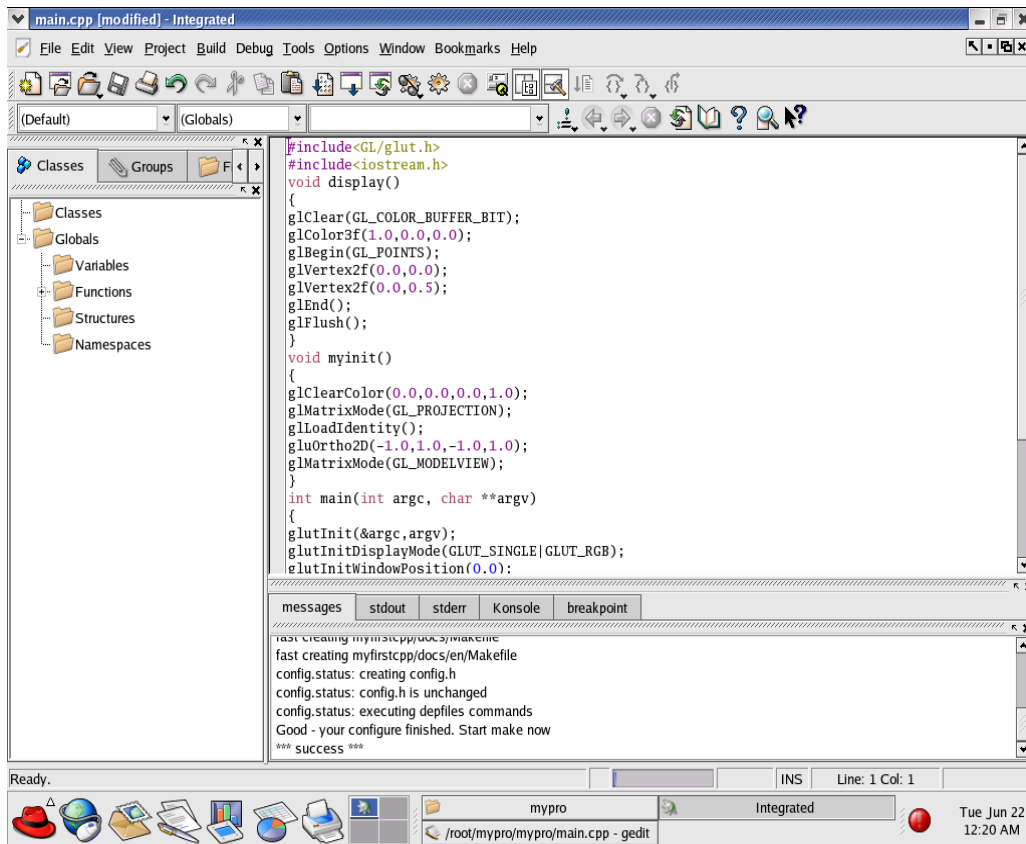 main.cpp [modified] - Integrated
File Edit View Project Build Debug Tools Options Window Bookmarks Help
(Default) (Globals)
Classes Groups F
Classes
Globals
Variables
Functions
Structures
Namespaces
#include<GL/glut.h>
#include<iostream.h>
void display()
{
glClear(GL_COLOR_BUFFER_BIT);
glColor3f(1.0,0.0,0.0);
glBegin(GL_POINTS);
glVertex2f(0.0,0.0);
glVertex2f(0.0,0.5);
glEnd();
glFlush();
}
void myinit()
{
glClearColor(0.0,0.0,0.0,1.0);
glMatrixMode(GL_PROJECTION);
glLoadIdentity();
gluOrtho2D(-1.0,1.0,-1.0,1.0);
glMatrixMode(GL_MODELVIEW);
}
int main(int argc, char **argv)
{
glutInit(&argc,argv);
glutInitDisplayMode(GLUT_SINGLE|GLUT_RGB);
glutInitWindowPosition(0,0);
messages stdout stderr Konsole breakpoint
fast creating myfirstcpp/docs/Makefile
fast creating myfirstcpp/docs/en/Makefile
config.status: creating config.h
config.status: config.h is unchanged
config.status: executing depfiles commands
Good - your configure finished. Start make now
*** success ***
Ready. INS Line: 1 Col: 1
mypro Integrated
/root/mypro/mypro/main.cpp - gedit
Tue Jun 22
12:20 AM